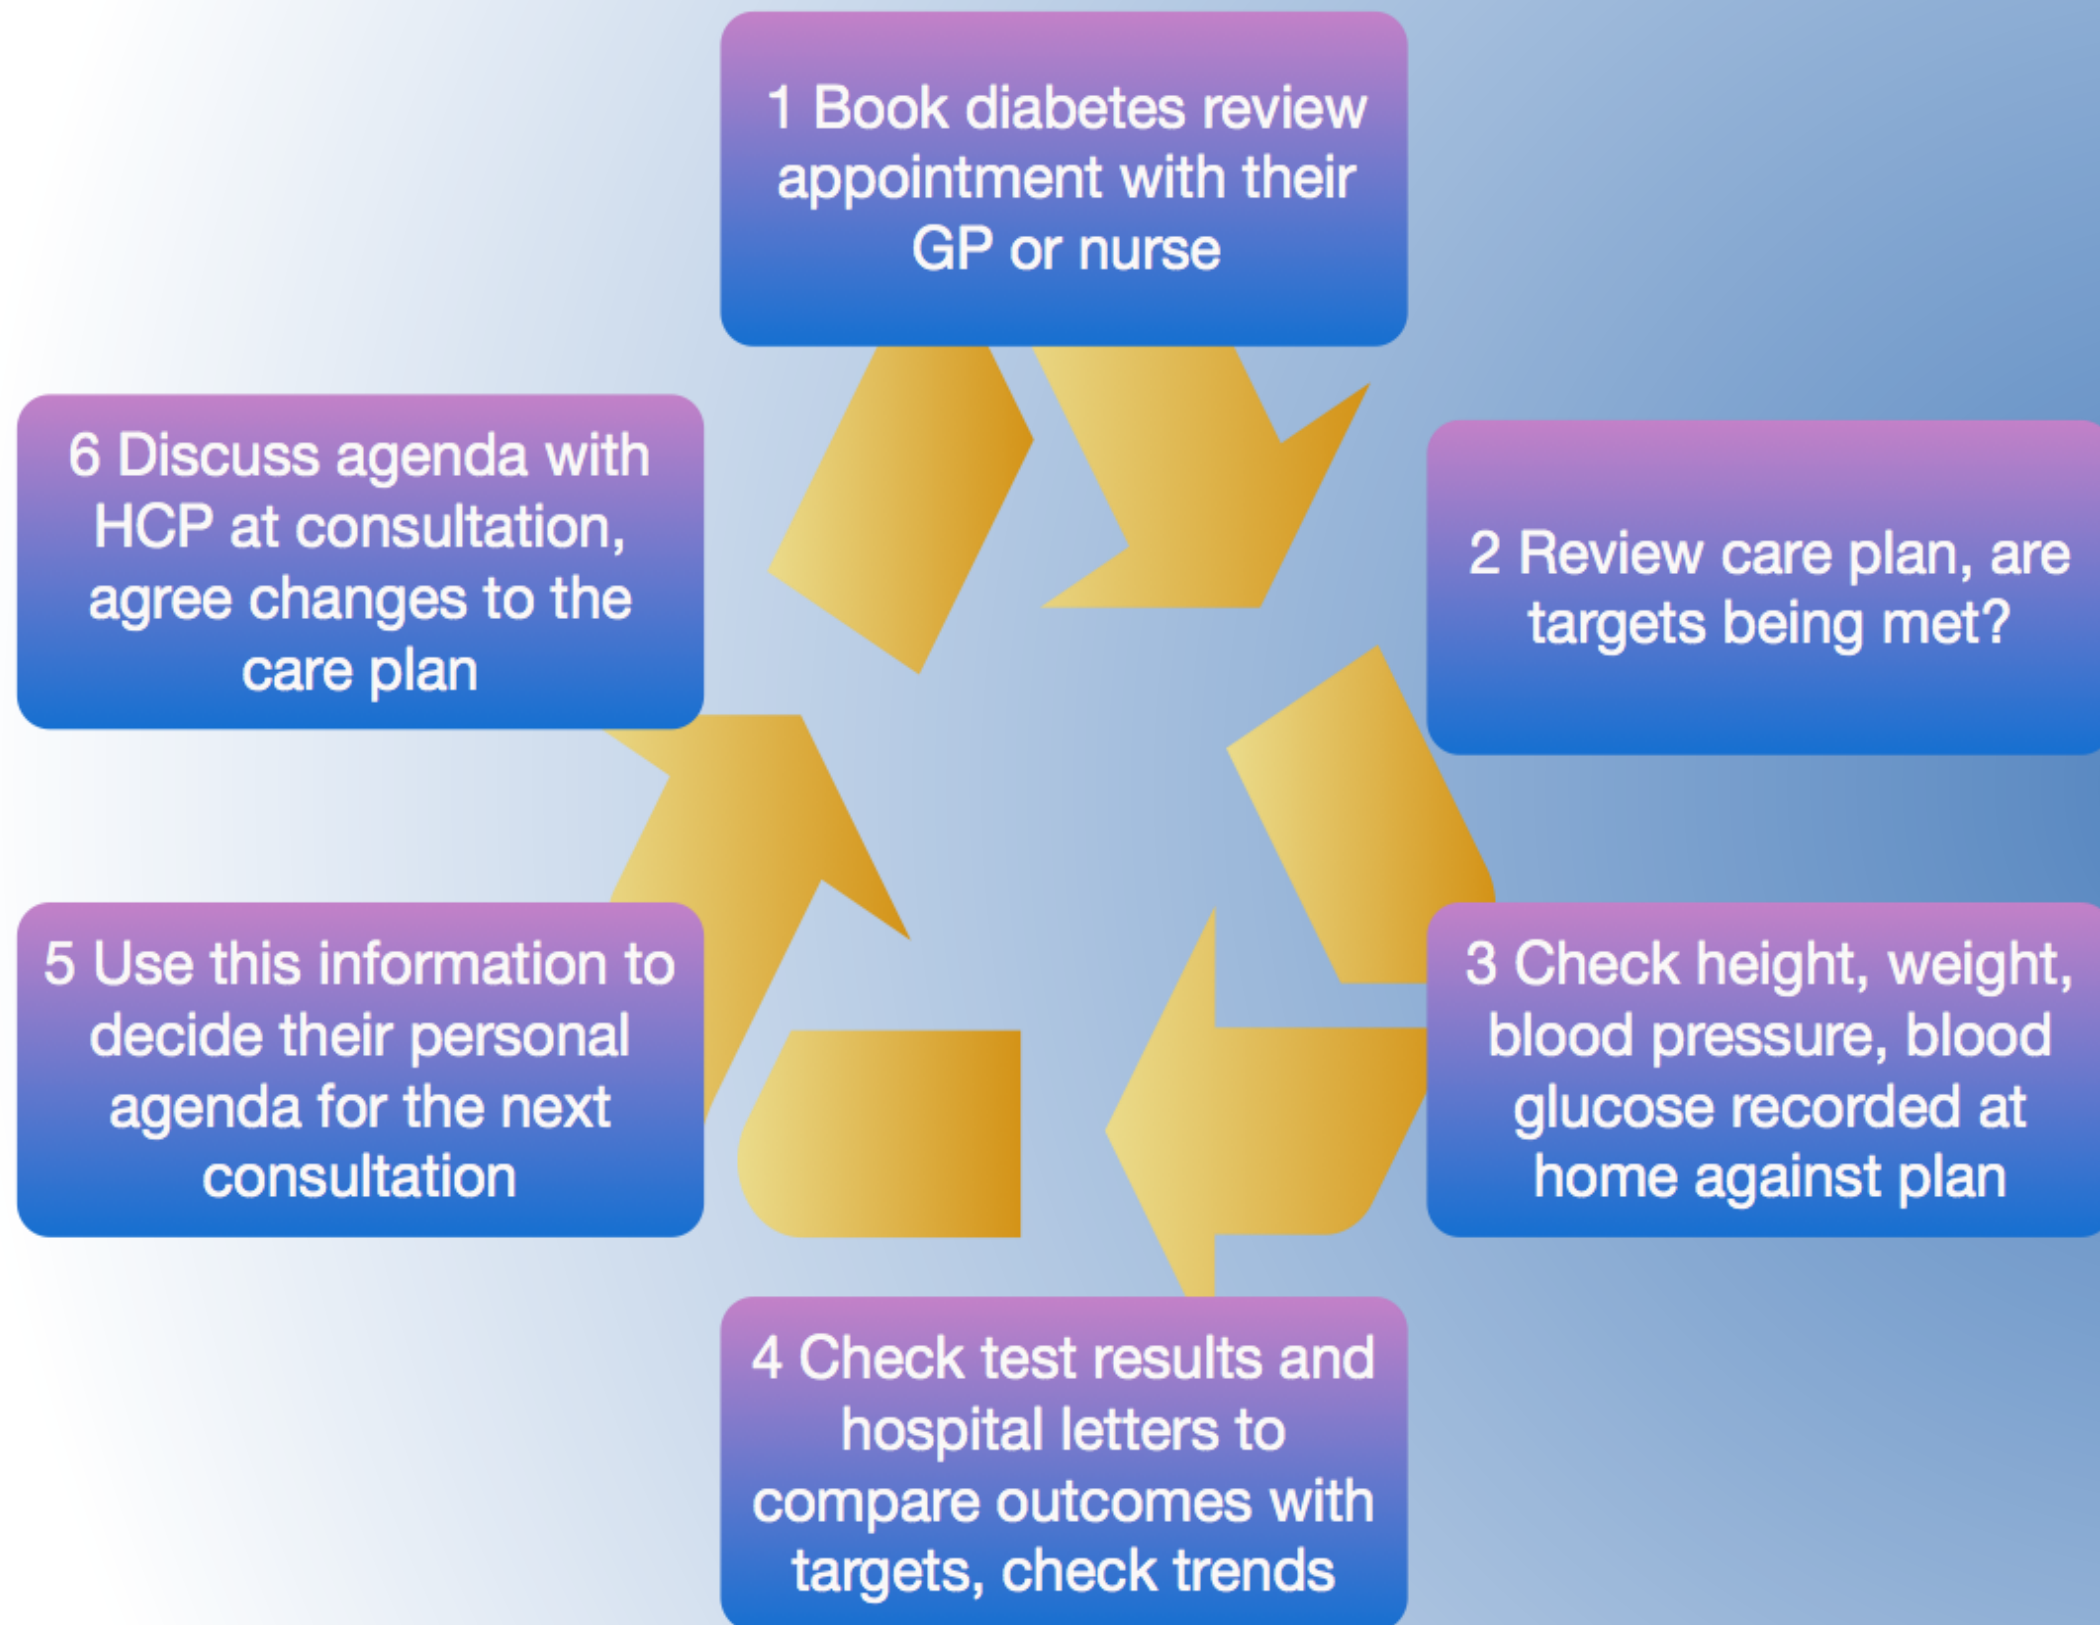 1 Book diabetes review
appointment with their
GP or nurse
2 Review care plan, are
targets being met?
3 Check height, weight,
blood pressure, blood
glucose recorded at
home against plan
4 Check test results and
hospital letters to
compare outcomes with
targets, check trends
5 Use this information to
decide their personal
agenda for the next
consultation
6 Discuss agenda with
HCP at consultation,
agree changes to the
care plan